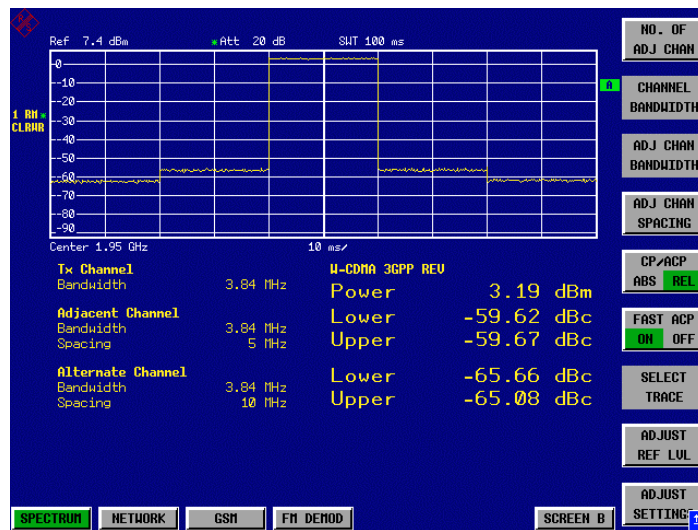 Ref 7.4 dBm *Att 20 dB SWT 100 ms
0
-10
-20
-30
-40
-50
-60
-70
-80
-90
A
1 RM *
CLRWR
Center 1.95 GHz 10 ms/
Tx Channel
Bandwidth 3.84 MHz
Adjacent Channel
Bandwidth 3.84 MHz
Spacing 5 MHz
Alternate Channel
Bandwidth 3.84 MHz
Spacing 10 MHz
W-CDMA 3GPP REV
Power 3.19 dBm
Lower -59.62 dBc
Upper -59.67 dBc
Lower -65.66 dBc
Upper -65.08 dBc
NO. OF
ADJ CHAN
CHANNEL
BANDWIDTH
ADJ CHAN
BANDWIDTH
ADJ CHAN
SPACING
CP/ACP
ABS REL
FAST ACP
ON OFF
SELECT
TRACE
ADJUST
REF LVL
ADJUST
SETTING
SPECTRUM NETWORK GSM FM DEMOD SCREEN B